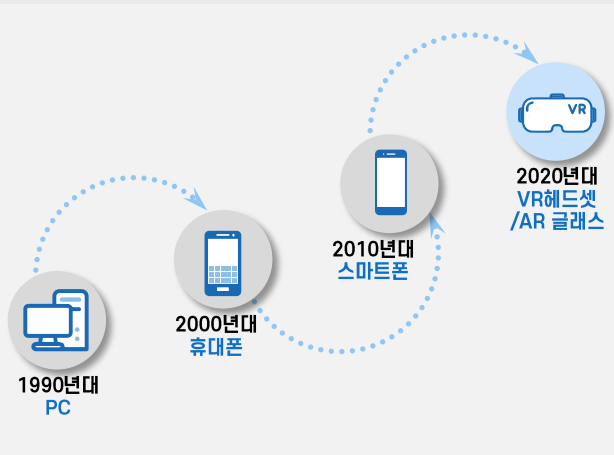 1990년대
PC
2000년대
휴대폰
2010년대
스마트폰
VR
2020년대
VR헤드셋
/AR 글래스